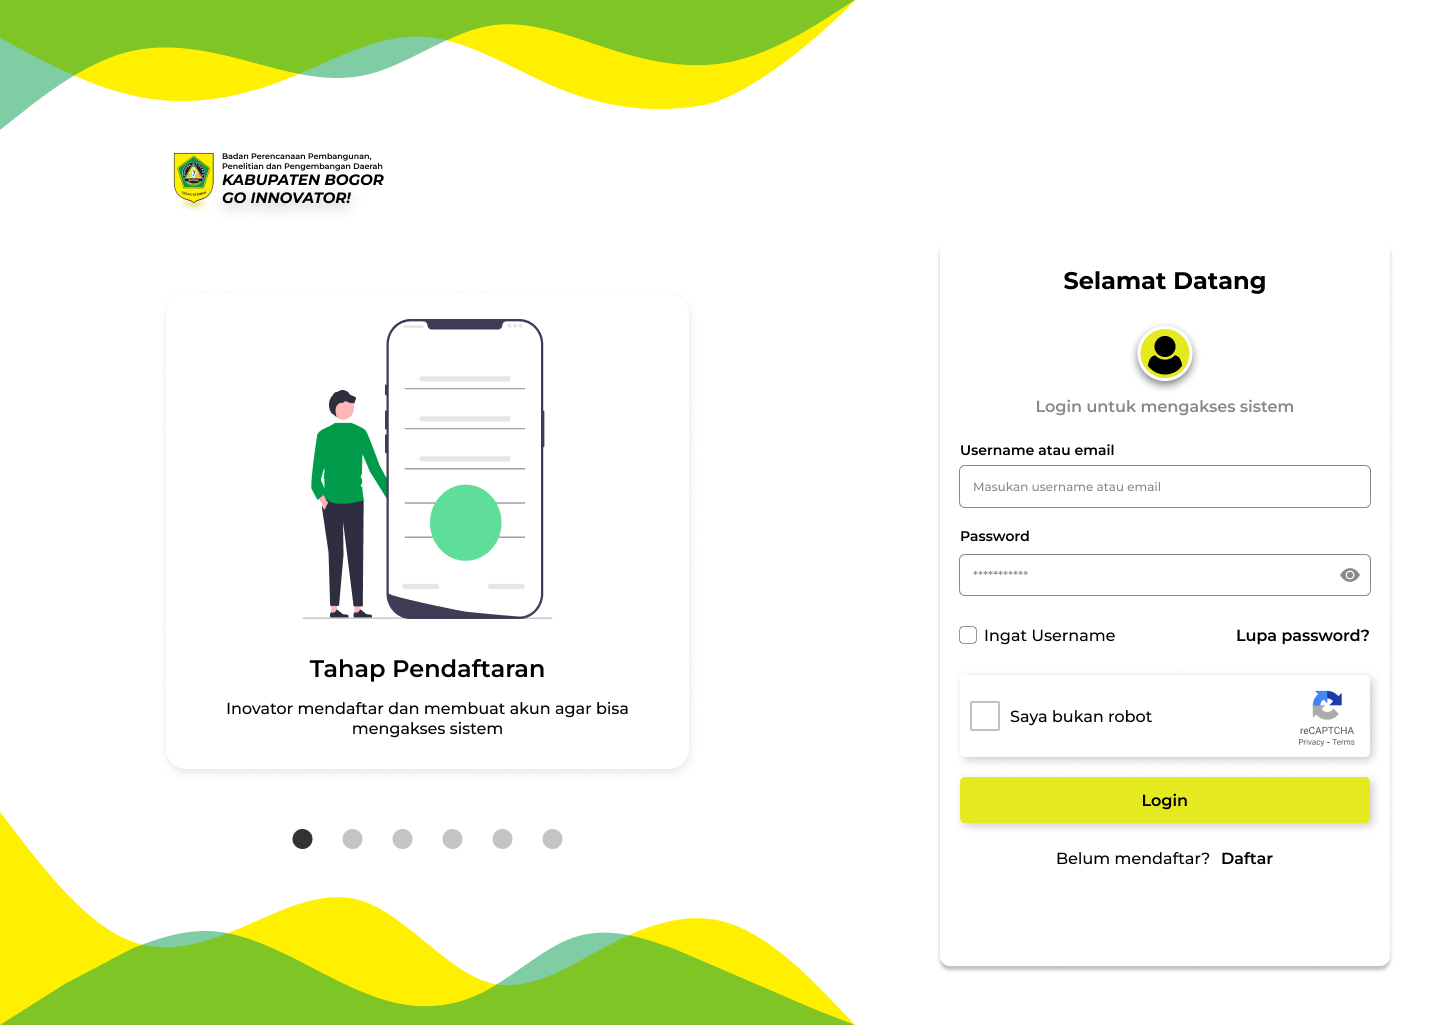 Badan Perencanaan Pembangunan,
Penelitian dan Pengembangan Daerah
KABUPATEN BOGOR
GO INNOVATOR!
Tahap Pendaftaran
Inovator mendaftar dan membuat akun agar bisa
mengakses sistem
Selamat Datang
Login untuk mengakses sistem
Username atau email
Masukan username atau email
Password
***********
Ingat Username
Lupa password?
Saya bukan robot
reCAPTCHA
Privacy - Terms
Login
Belum mendaftar? Daftar